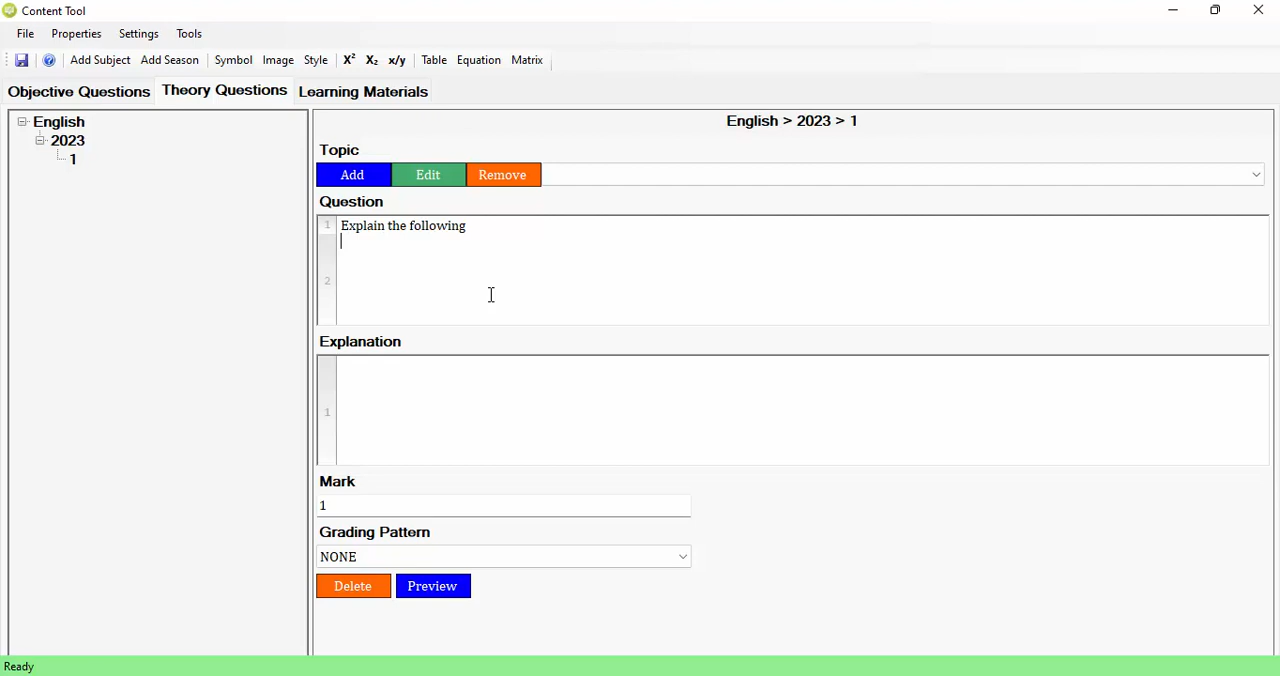 Content Tool
File Properties Settings Tools
Add Subject Add Season Symbol Image Style X² X₂ x/y Table Equation Matrix
Objective Questions Theory Questions Learning Materials
English
2023
1
English > 2023 > 1
Topic
Add Edit Remove
Question
1 Explain the following
2
Explanation
1
Mark
1
Grading Pattern
NONE
Delete Preview
Ready